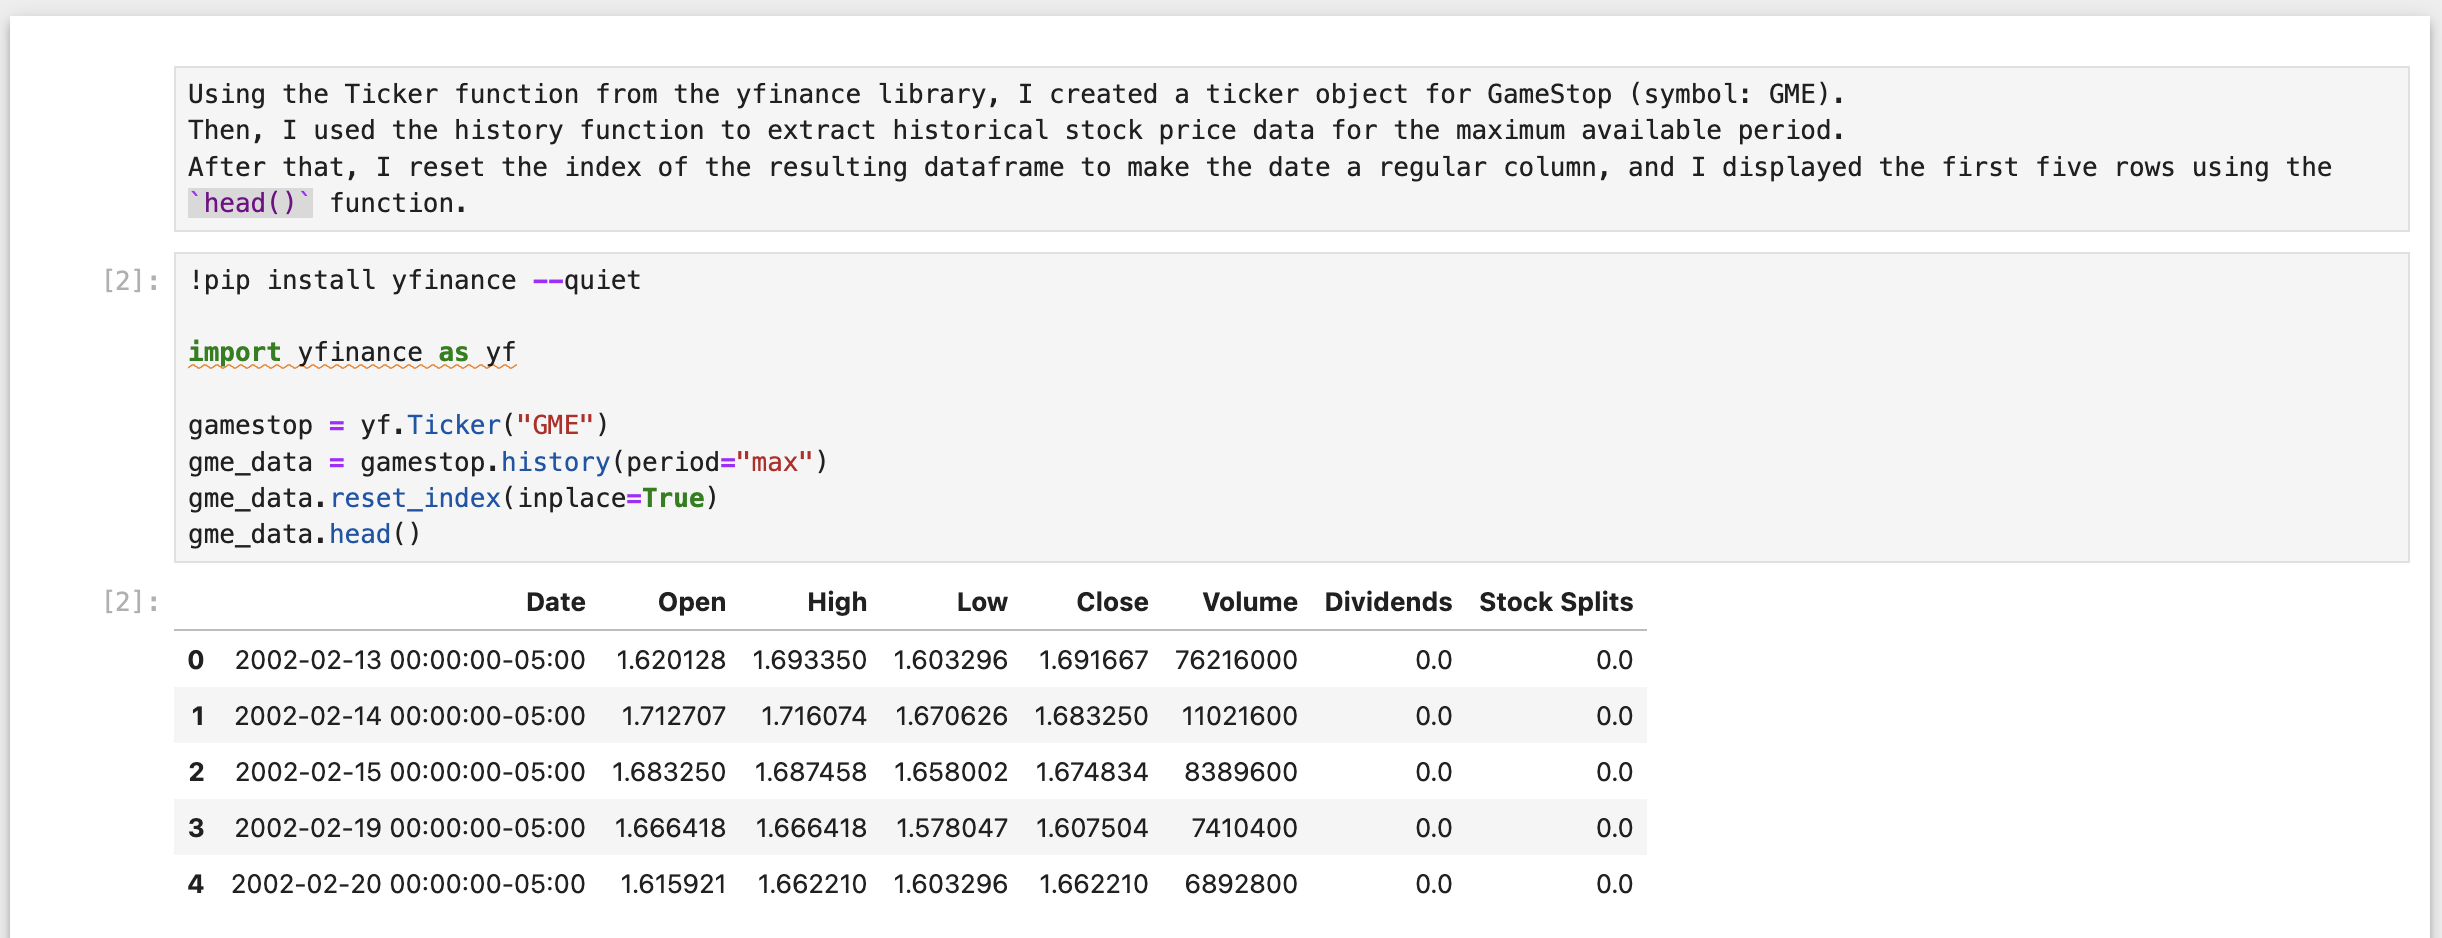 Using the Ticker function from the yfinance library, I created a ticker object for GameStop (symbol: GME).
Then, I used the history function to extract historical stock price data for the maximum available period.
After that, I reset the index of the resulting dataframe to make the date a regular column, and I displayed the first five rows using the
`head()` function.
[2]: !pip install yfinance --quiet
import yfinance as yf
gamestop = yf.Ticker("GME")
gme_data = gamestop.history(period="max")
gme_data.reset_index(inplace=True)
gme_data.head()
[2]: Date Open High Low Close Volume Dividends Stock Splits
0 2002-02-13 00:00:00-05:00 1.620128 1.693350 1.603296 1.691667 76216000 0.0 0.0
1 2002-02-14 00:00:00-05:00 1.712707 1.716074 1.670626 1.683250 11021600 0.0 0.0
2 2002-02-15 00:00:00-05:00 1.683250 1.687458 1.658002 1.674834 8389600 0.0 0.0
3 2002-02-19 00:00:00-05:00 1.666418 1.666418 1.578047 1.607504 7410400 0.0 0.0
4 2002-02-20 00:00:00-05:00 1.615921 1.662210 1.603296 1.662210 6892800 0.0 0.0